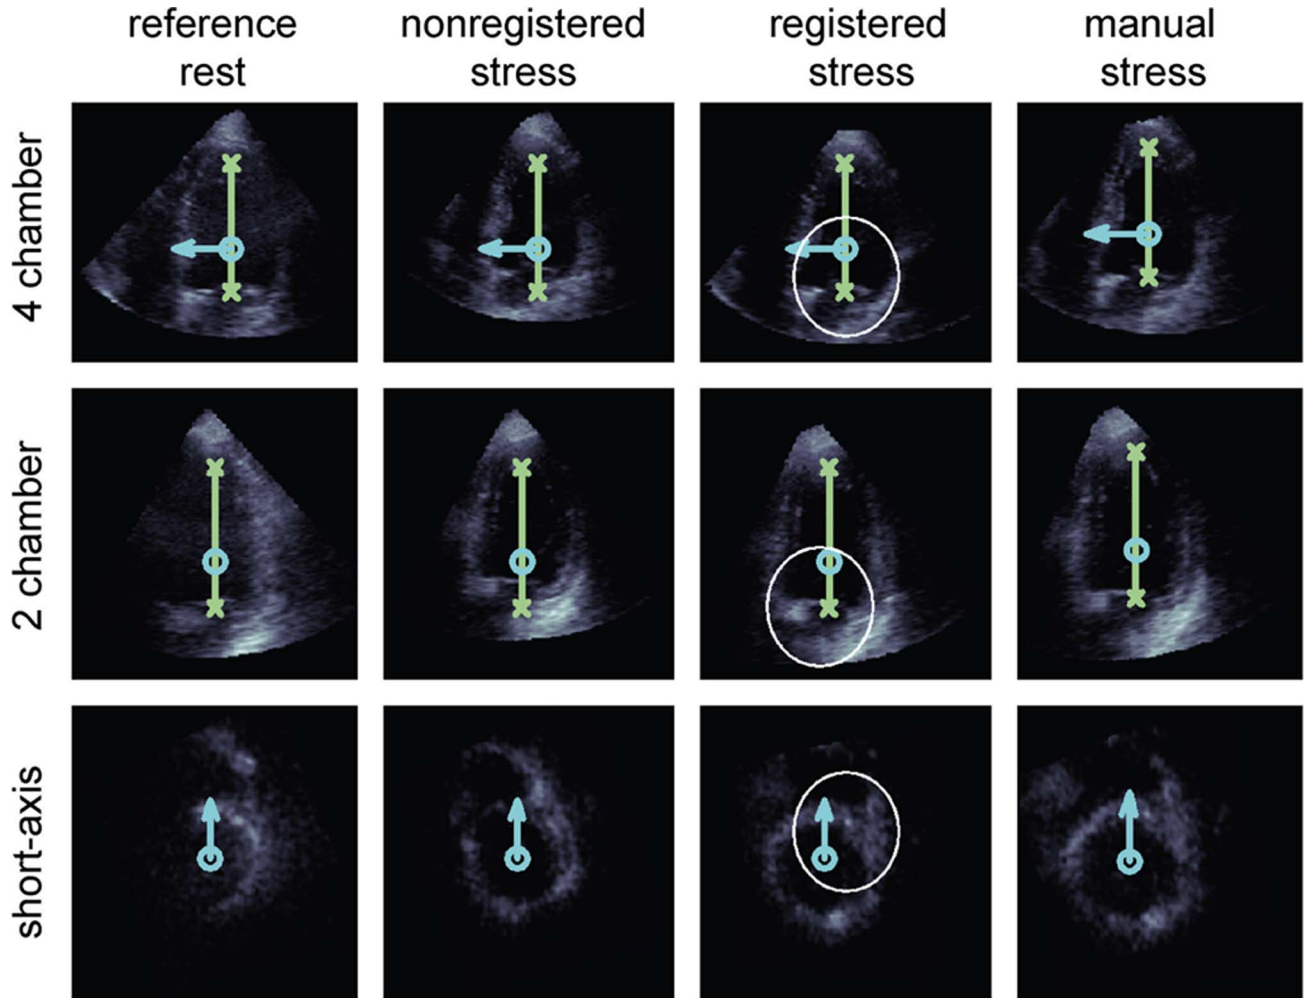 reference
rest
nonregistered
stress
registered
stress
manual
stress
4 chamber
2 chamber
short-axis